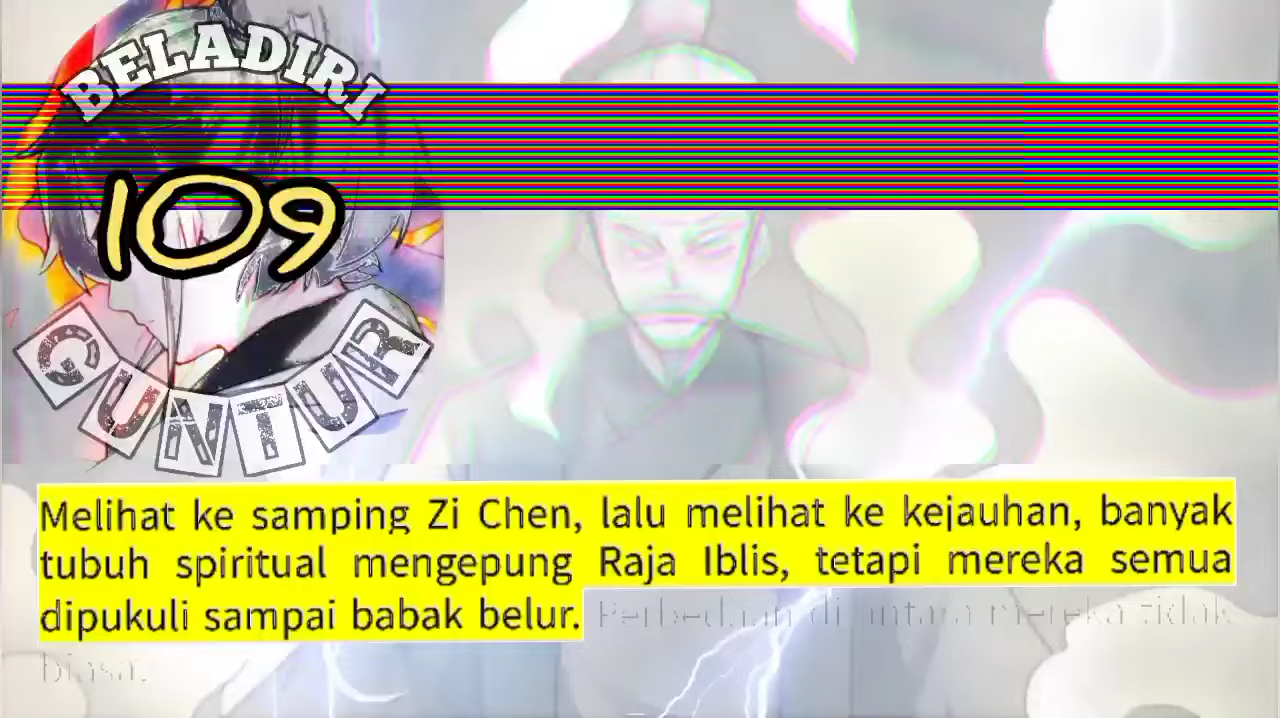 BELADIRI
109
GUNTUR
Melihat ke samping Zi Chen, lalu melihat ke kejauhan, banyak
tubuh spiritual mengepung Raja Iblis, tetapi mereka semua
dipukuli sampai babak belur. Perbedaan di antara mereka tidak
biasa.